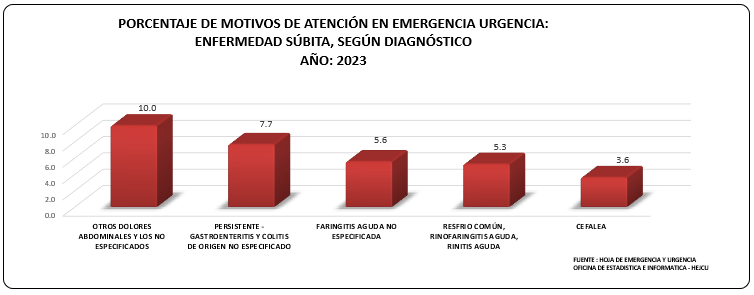 PORCENTAJE DE MOTIVOS DE ATENCIÓN EN EMERGENCIA URGENCIA:
ENFERMEDAD SÚBITA, SEGÚN DIAGNÓSTICO
AÑO: 2023
10.0
7.7
5.6
5.3
3.6
10.0
8.0
6.0
4.0
2.0
0.0
OTROS DOLORES
ABDOMINALES Y LOS NO
ESPECIFICADOS
PERSISTENTE -
GASTROENTERITIS Y COLITIS
DE ORIGEN NO ESPECIFICADO
FARINGITIS AGUDA NO
ESPECIFICADA
RESFRIO COMÚN,
RINOFARINGITIS AGUDA,
RINITIS AGUDA
CEFALEA
FUENTE : HOJA DE EMERGENCIA Y URGENCIA
OFICINA DE ESTADISTICA E INFORMATICA - HEJCU